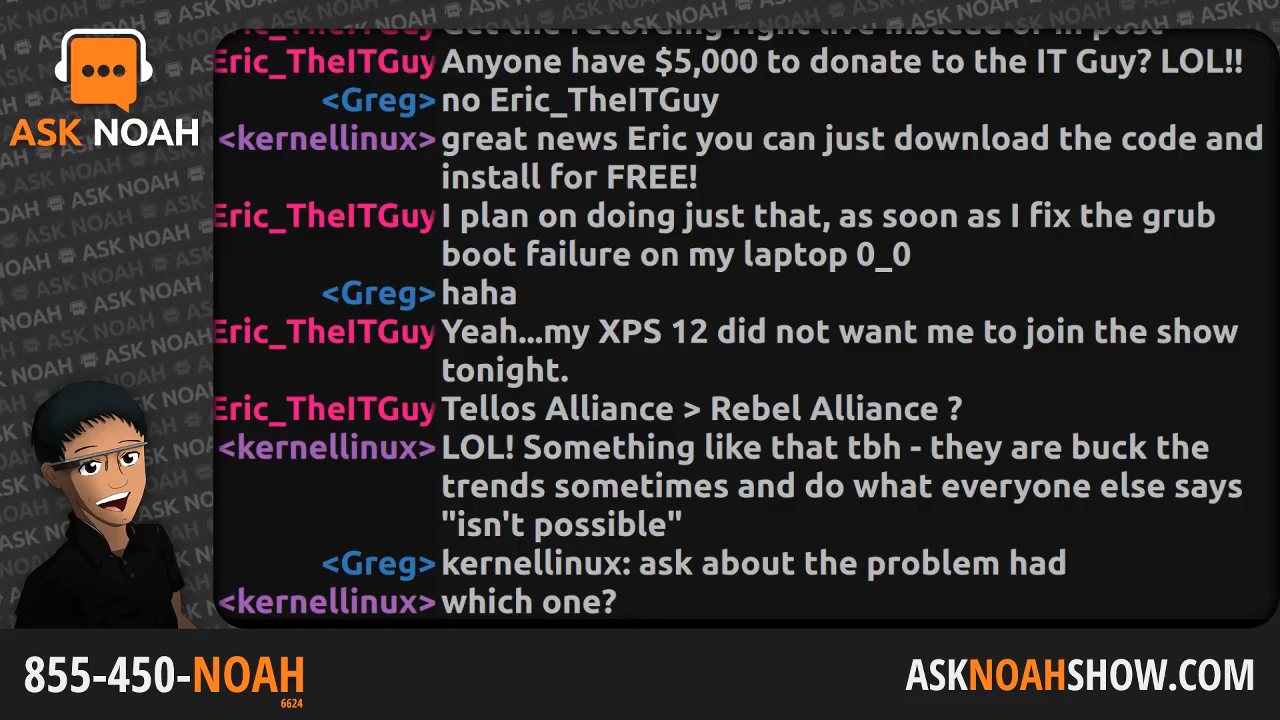 ASK NOAH
Eric_TheITGuy Anyone have $5,000 to donate to the IT Guy? LOL!!
<Greg> no Eric_TheITGuy
<kernellinux> great news Eric you can just download the code and
install for FREE!
Eric_TheITGuy I plan on doing just that, as soon as I fix the grub
boot failure on my laptop 0_0
<Greg> haha
Eric_TheITGuy Yeah...my XPS 12 did not want me to join the show
tonight.
Eric_TheITGuy Tellos Alliance > Rebel Alliance ?
<kernellinux> LOL! Something like that tbh - they are buck the
trends sometimes and do what everyone else says
"isn't possible"
<Greg> kernellinux: ask about the problem had
<kernellinux> which one?
855-450-NOAH
6624
ASKNOAHSHOW.COM